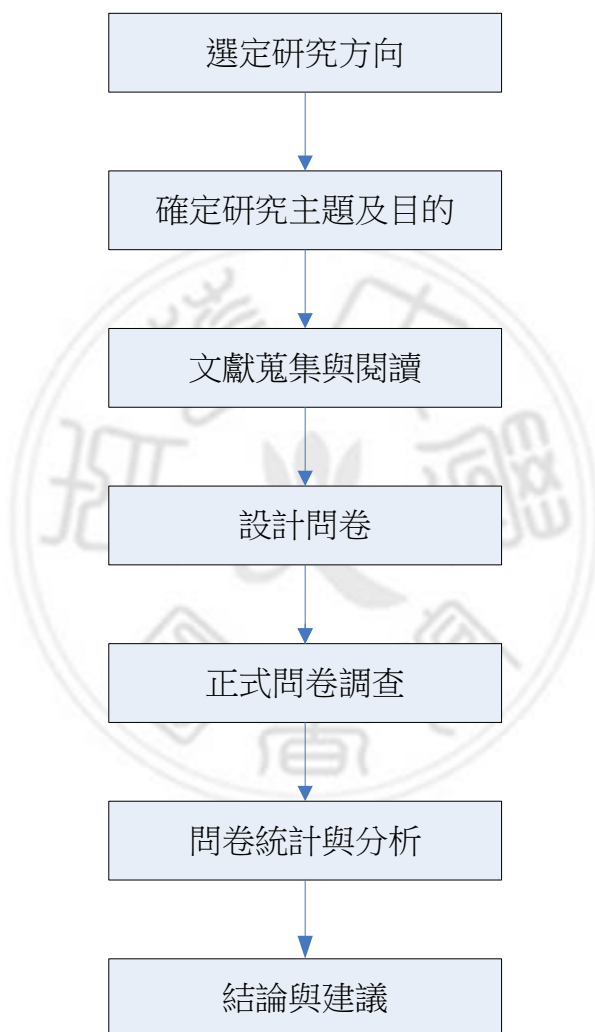 選定研究方向
確定研究主題及目的
文獻蒐集與閱讀
設計問卷
正式問卷調查
問卷統計與分析
結論與建議